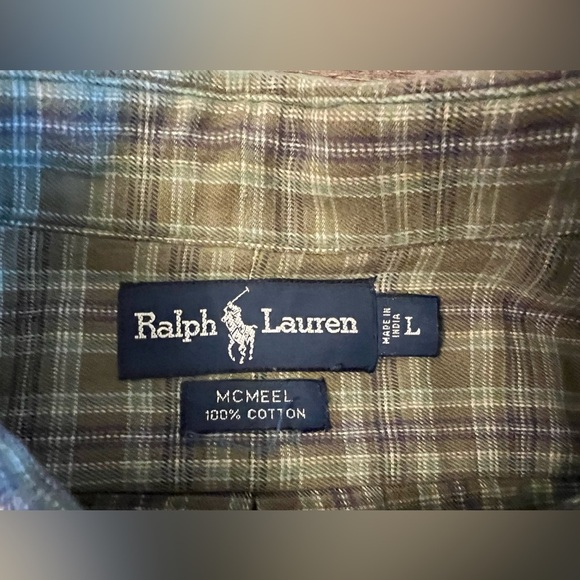 Ralph Lauren
MADE IN
INDIA
L
MCMEEL
100% COTTON